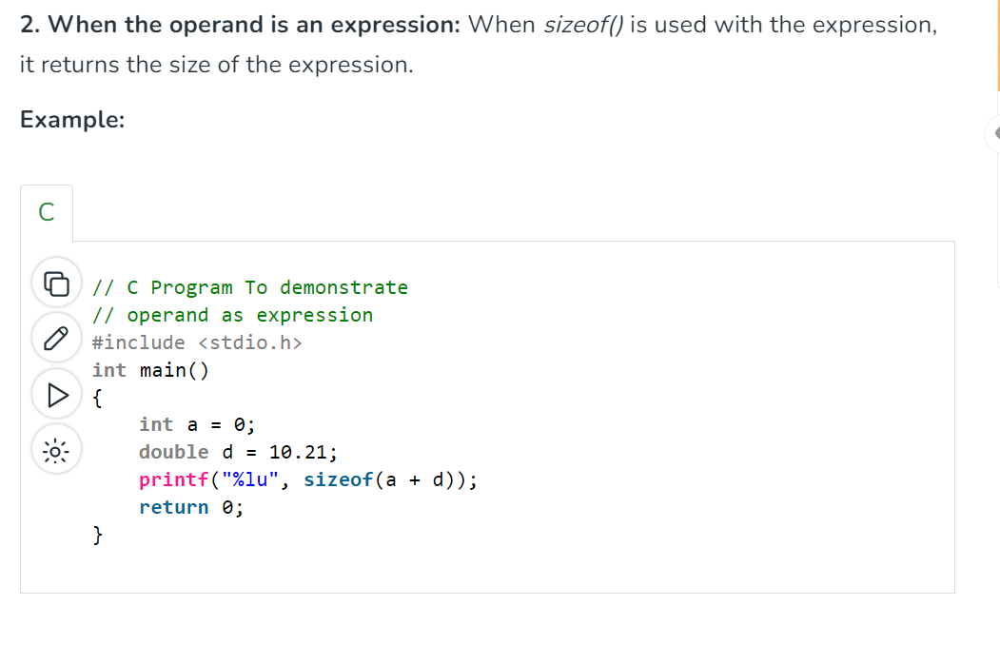 2. When the operand is an expression: When sizeof() is used with the expression,
it returns the size of the expression.
Example:
C
// C Program To demonstrate
// operand as expression
#include <stdio.h>
int main()
{
    int a = 0;
    double d = 10.21;
    printf("%lu", sizeof(a + d));
    return 0;
}